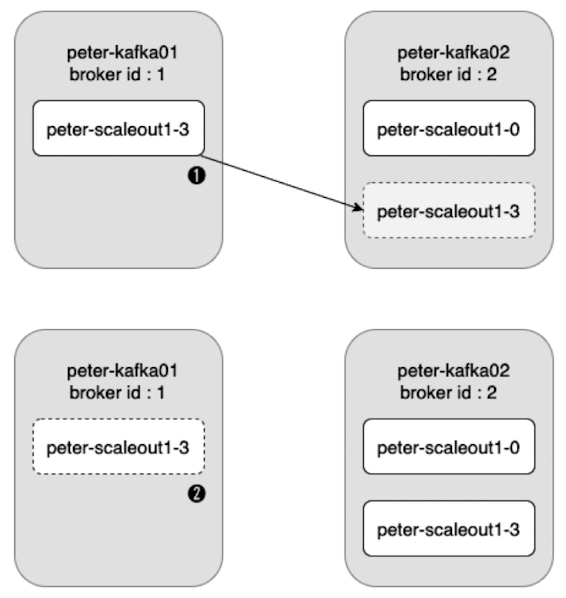 peter-kafka01
broker id : 1
peter-scaleout1-3
❶
peter-kafka02
broker id : 2
peter-scaleout1-0
peter-scaleout1-3
peter-kafka01
broker id : 1
peter-scaleout1-3
❷
peter-kafka02
broker id : 2
peter-scaleout1-0
peter-scaleout1-3